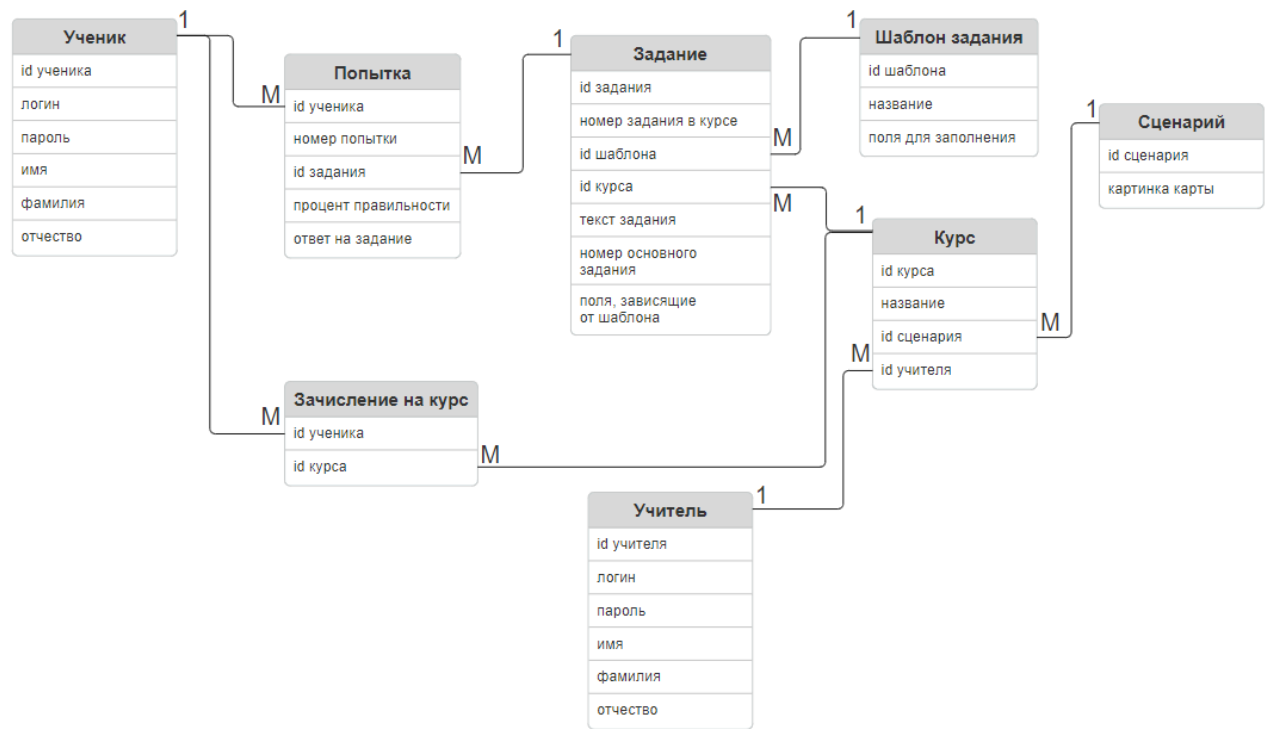 Ученик
id ученика
логин
пароль
имя
фамилия
отчество
1
Попытка
id ученика
номер попытки
id задания
процент правильности
ответ на задание
M
M
Задание
id задания
номер задания в курсе
id шаблона
id курса
текст задания
номер основного
задания
поля, зависящие
от шаблона
1
M
M
Шаблон задания
id шаблона
название
поля для заполнения
1
Сценарий
id сценария
картинка карты
1
Курс
id курса
название
id сценария
id учителя
1
M
M
Зачисление на курс
id ученика
id курса
M
M
Учитель
id учителя
логин
пароль
имя
фамилия
отчество
1